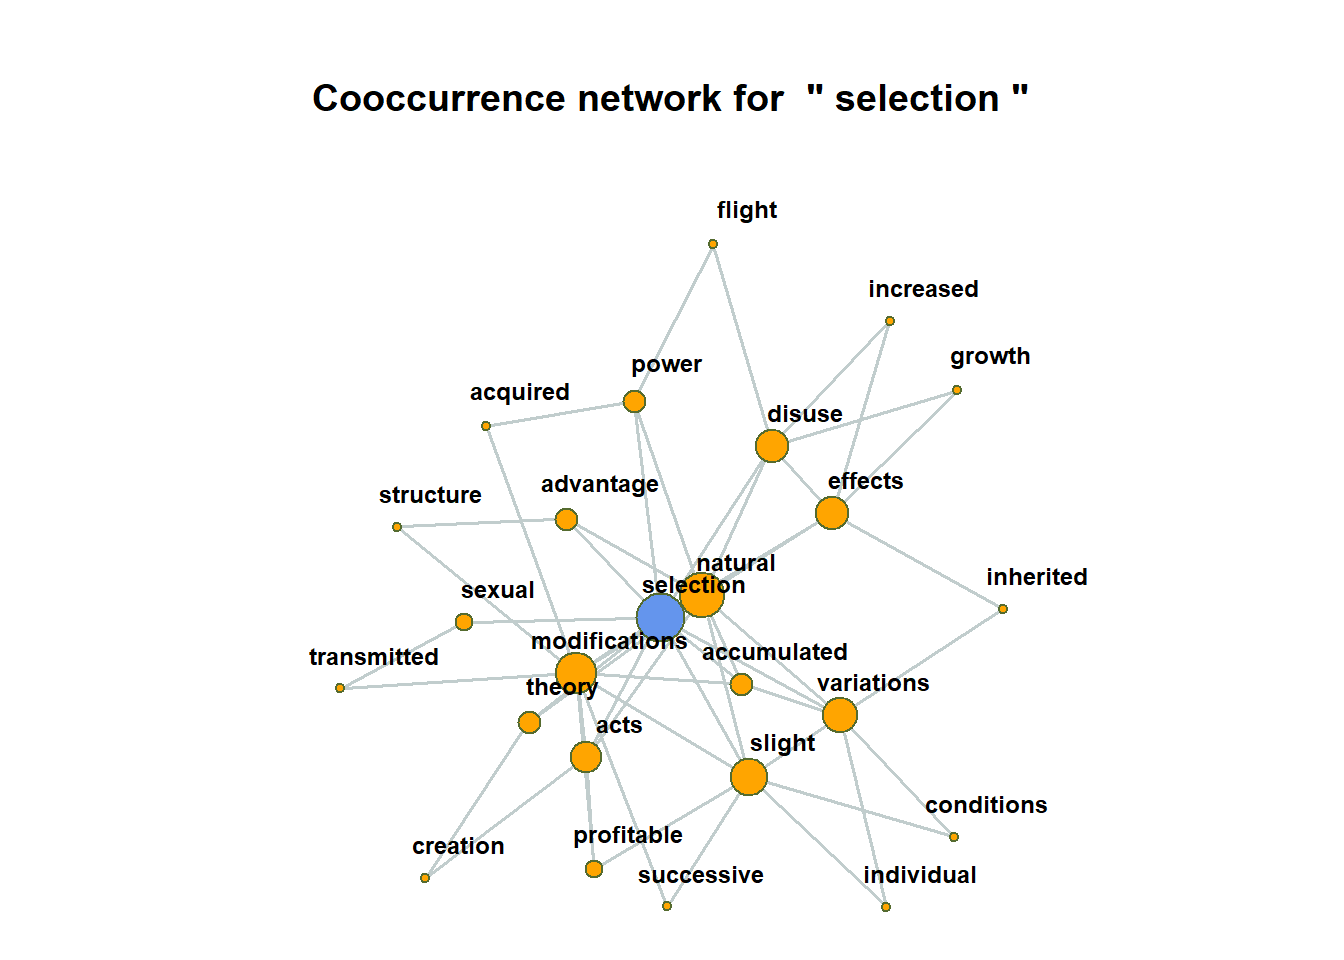 Cooccurrence network for " selection "
flight
increased
growth
power
acquired
disuse
effects
advantage
structure
natural
inherited
selection
sexual
modifications
accumulated
transmitted
variations
theory
acts
slight
conditions
profitable
creation
successive
individual